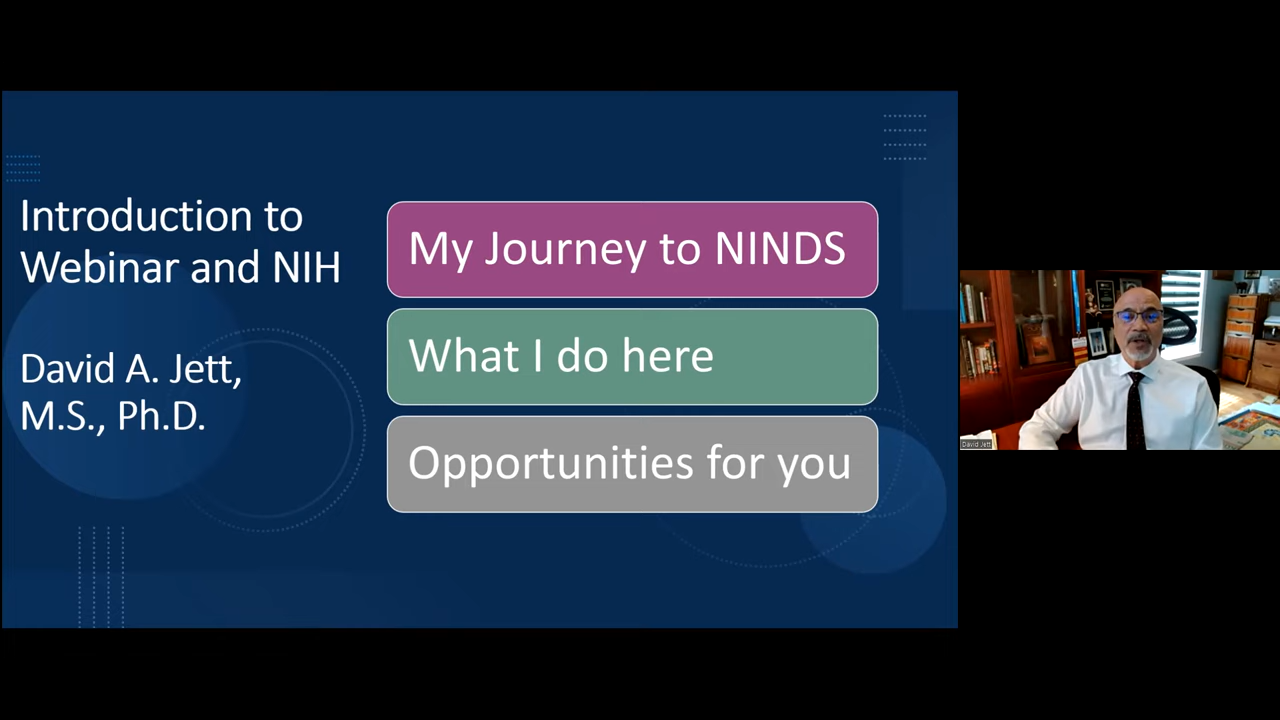 Introduction to
Webinar and NIH
David A. Jett,
M.S., Ph.D.
My Journey to NINDS
What I do here
Opportunities for you
David Jett